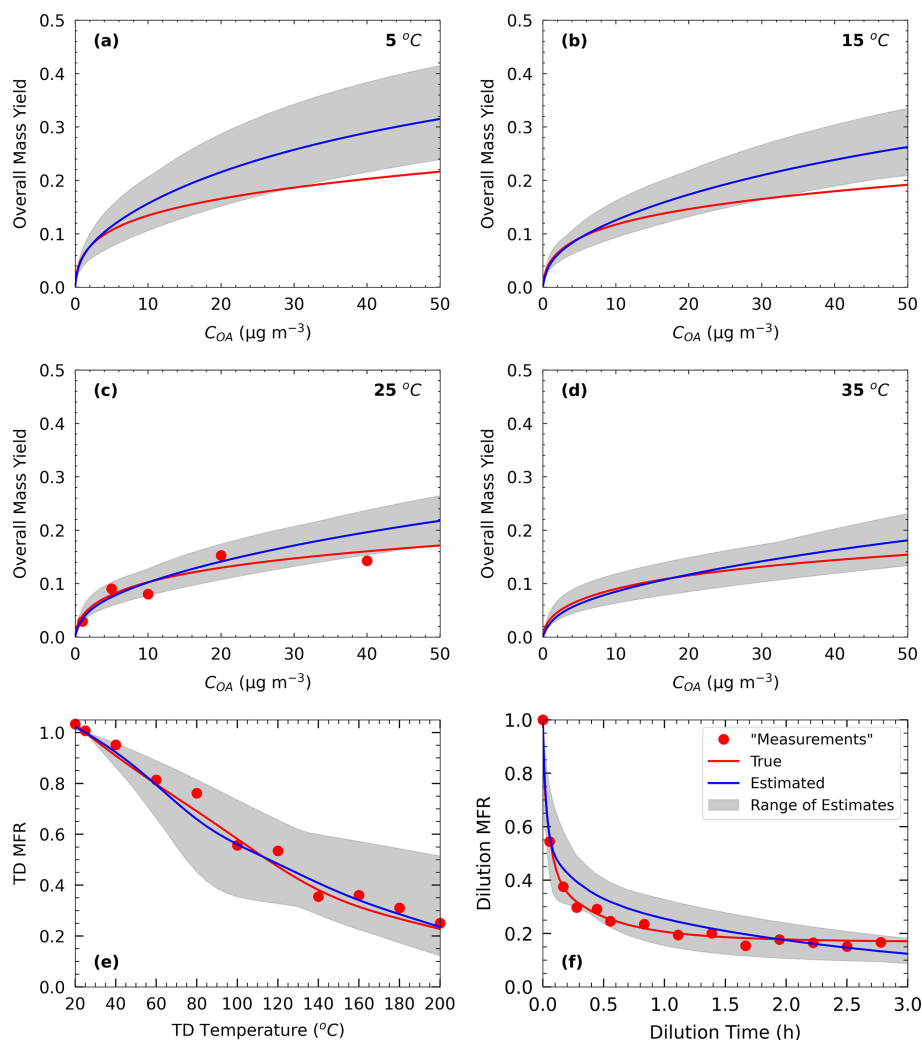 (a) 5 °C
Overall Mass Yield
0.5
0.4
0.3
0.2
0.1
0.0
0 10 20 30 40 50
C_OA (μg m⁻³)
(b) 15 °C
Overall Mass Yield
0.5
0.4
0.3
0.2
0.1
0.0
0 10 20 30 40 50
C_OA (μg m⁻³)
(c) 25 °C
Overall Mass Yield
0.5
0.4
0.3
0.2
0.1
0.0
0 10 20 30 40 50
C_OA (μg m⁻³)
(d) 35 °C
Overall Mass Yield
0.5
0.4
0.3
0.2
0.1
0.0
0 10 20 30 40 50
C_OA (μg m⁻³)
TD MFR
1.0
0.8
0.6
0.4
0.2
0.0
(e)
20 40 60 80 100 120 140 160 180 200
TD Temperature (°C)
Dilution MFR
1.0
0.8
0.6
0.4
0.2
0.0
"Measurements"
True
Estimated
Range of Estimates
(f)
0.0 0.5 1.0 1.5 2.0 2.5 3.0
Dilution Time (h)